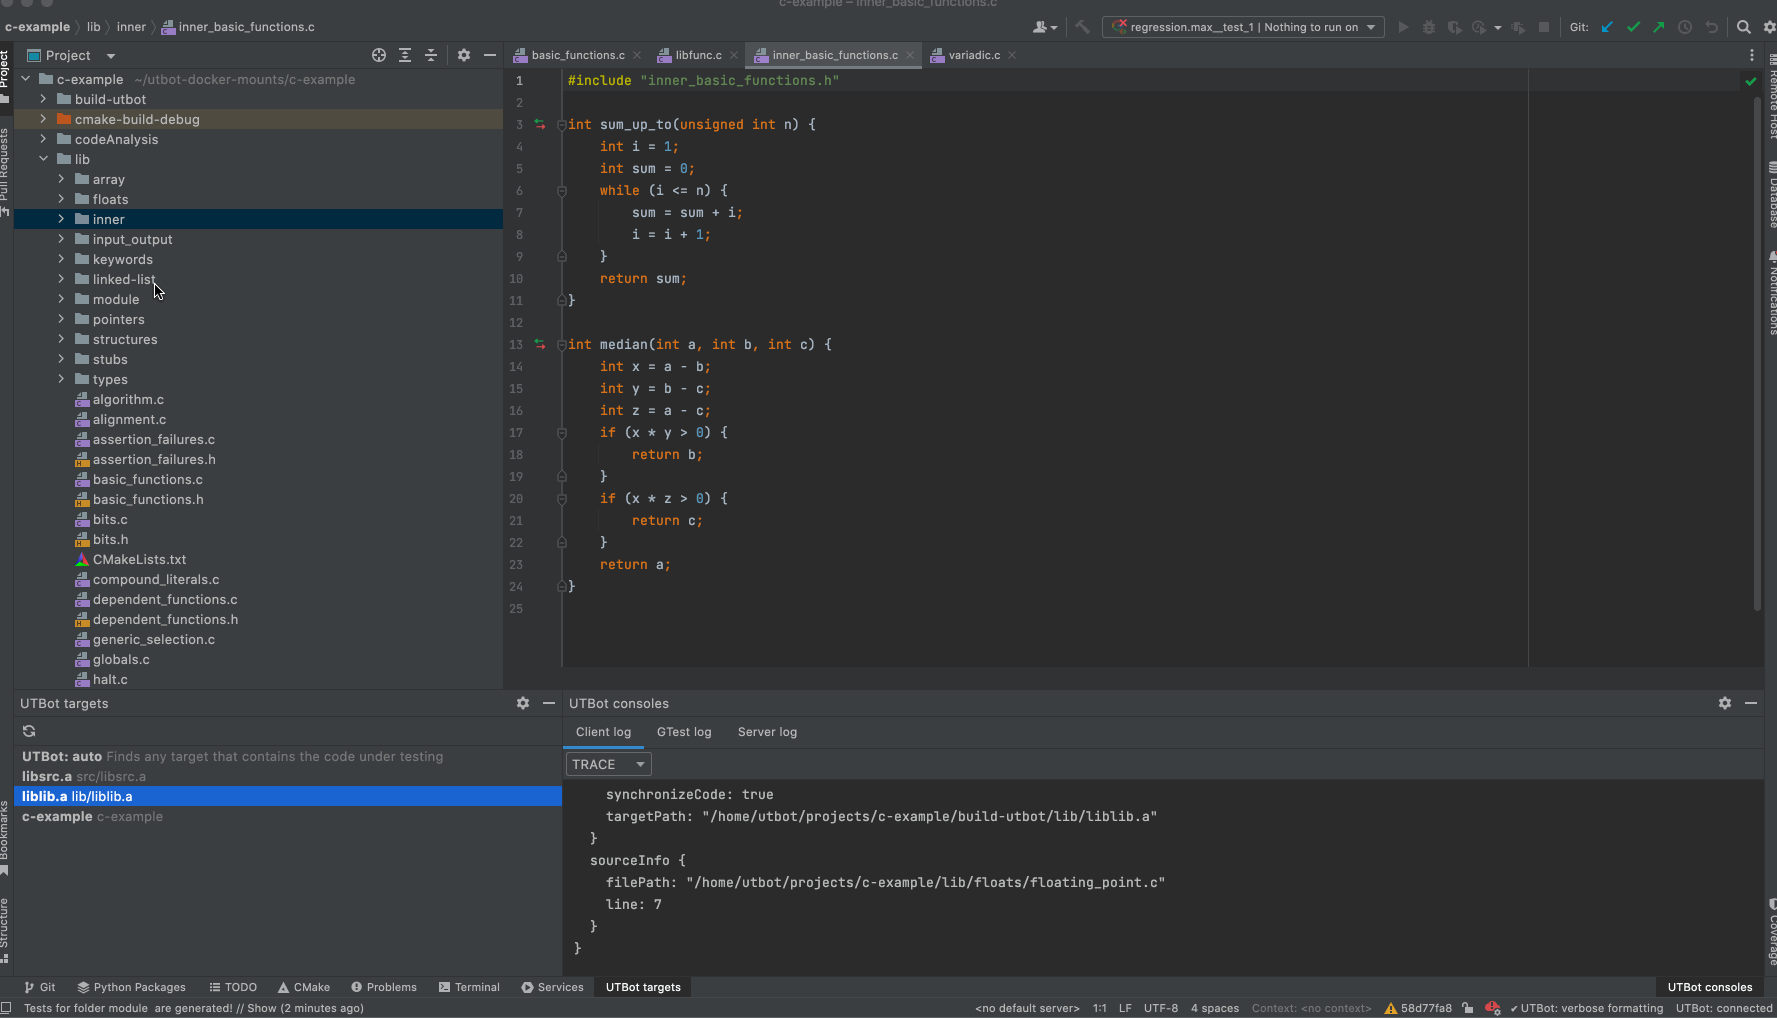 c-example – inner_basic_functions.c
c-example lib inner inner_basic_functions.c
regression.max__test_1 | Nothing to run on
Git:
Project
basic_functions.c libfunc.c inner_basic_functions.c variadic.c
c-example ~/utbot-docker-mounts/c-example
build-utbot
cmake-build-debug
codeAnalysis
lib
array
floats
inner
input_output
keywords
linked-list
module
pointers
structures
stubs
types
algorithm.c
alignment.c
assertion_failures.c
assertion_failures.h
basic_functions.c
basic_functions.h
bits.c
bits.h
CMakeLists.txt
compound_literals.c
dependent_functions.c
dependent_functions.h
generic_selection.c
globals.c
halt.c
1 #include "inner_basic_functions.h"
2
3 int sum_up_to(unsigned int n) {
4 int i = 1;
5 int sum = 0;
6 while (i <= n) {
7 sum = sum + i;
8 i = i + 1;
9 }
10 return sum;
11 }
12
13 int median(int a, int b, int c) {
14 int x = a - b;
15 int y = b - c;
16 int z = a - c;
17 if (x * y > 0) {
18 return b;
19 }
20 if (x * z > 0) {
21 return c;
22 }
23 return a;
24 }
25
Project
Pull Requests
Bookmarks
Structure
Remote Host
Database
Notifications
Coverage
UTBot targets
UTBot: auto Finds any target that contains the code under testing
libsrc.a src/libsrc.a
liblib.a lib/liblib.a
c-example c-example
UTBot consoles
Client log GTest log Server log
TRACE
synchronizeCode: true
targetPath: "/home/utbot/projects/c-example/build-utbot/lib/liblib.a"
}
sourceInfo {
filePath: "/home/utbot/projects/c-example/lib/floats/floating_point.c"
line: 7
}
}
Git Python Packages TODO CMake Problems Terminal Services UTBot targets UTBot consoles
Tests for folder module are generated! // Show (2 minutes ago) <no default server> 1:1 LF UTF-8 4 spaces Context: <no context> 58d77fa8 ✓ UTBot: verbose formatting UTBot: connected